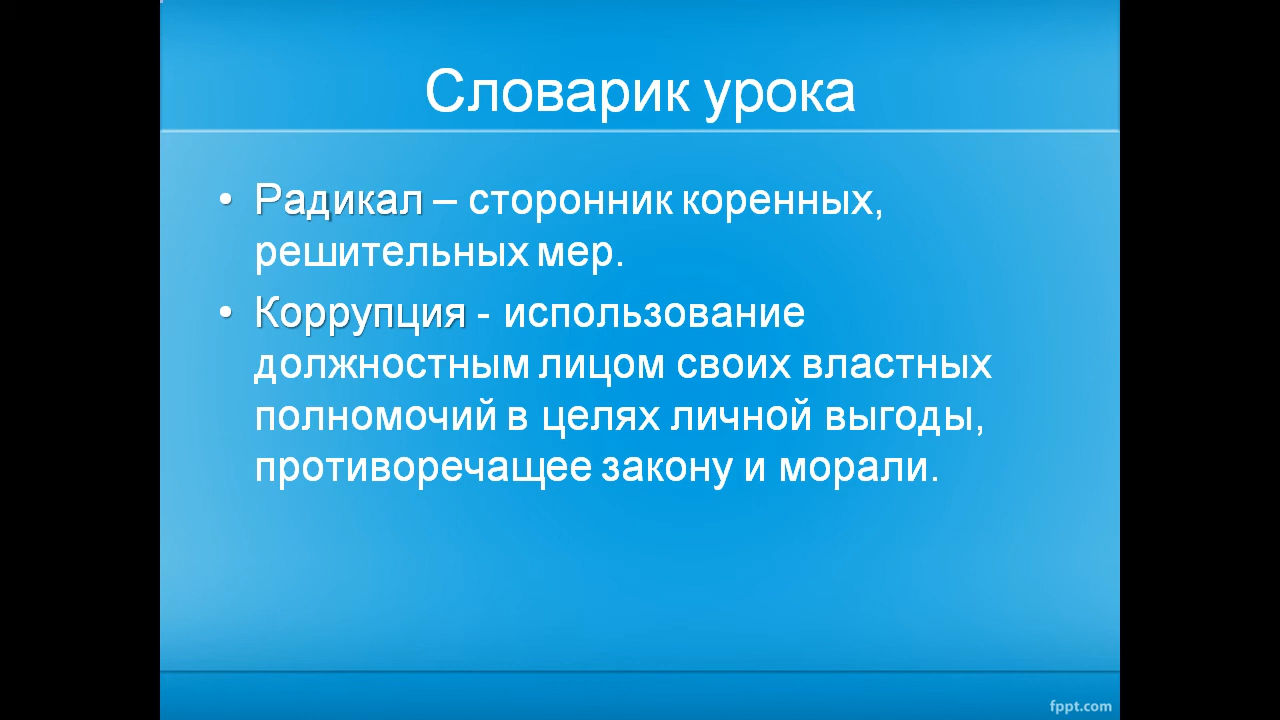 Словарик урока
• Радикал – сторонник коренных,
решительных мер.
• Коррупция - использование
должностным лицом своих властных
полномочий в целях личной выгоды,
противоречащее закону и морали.
fppt.com